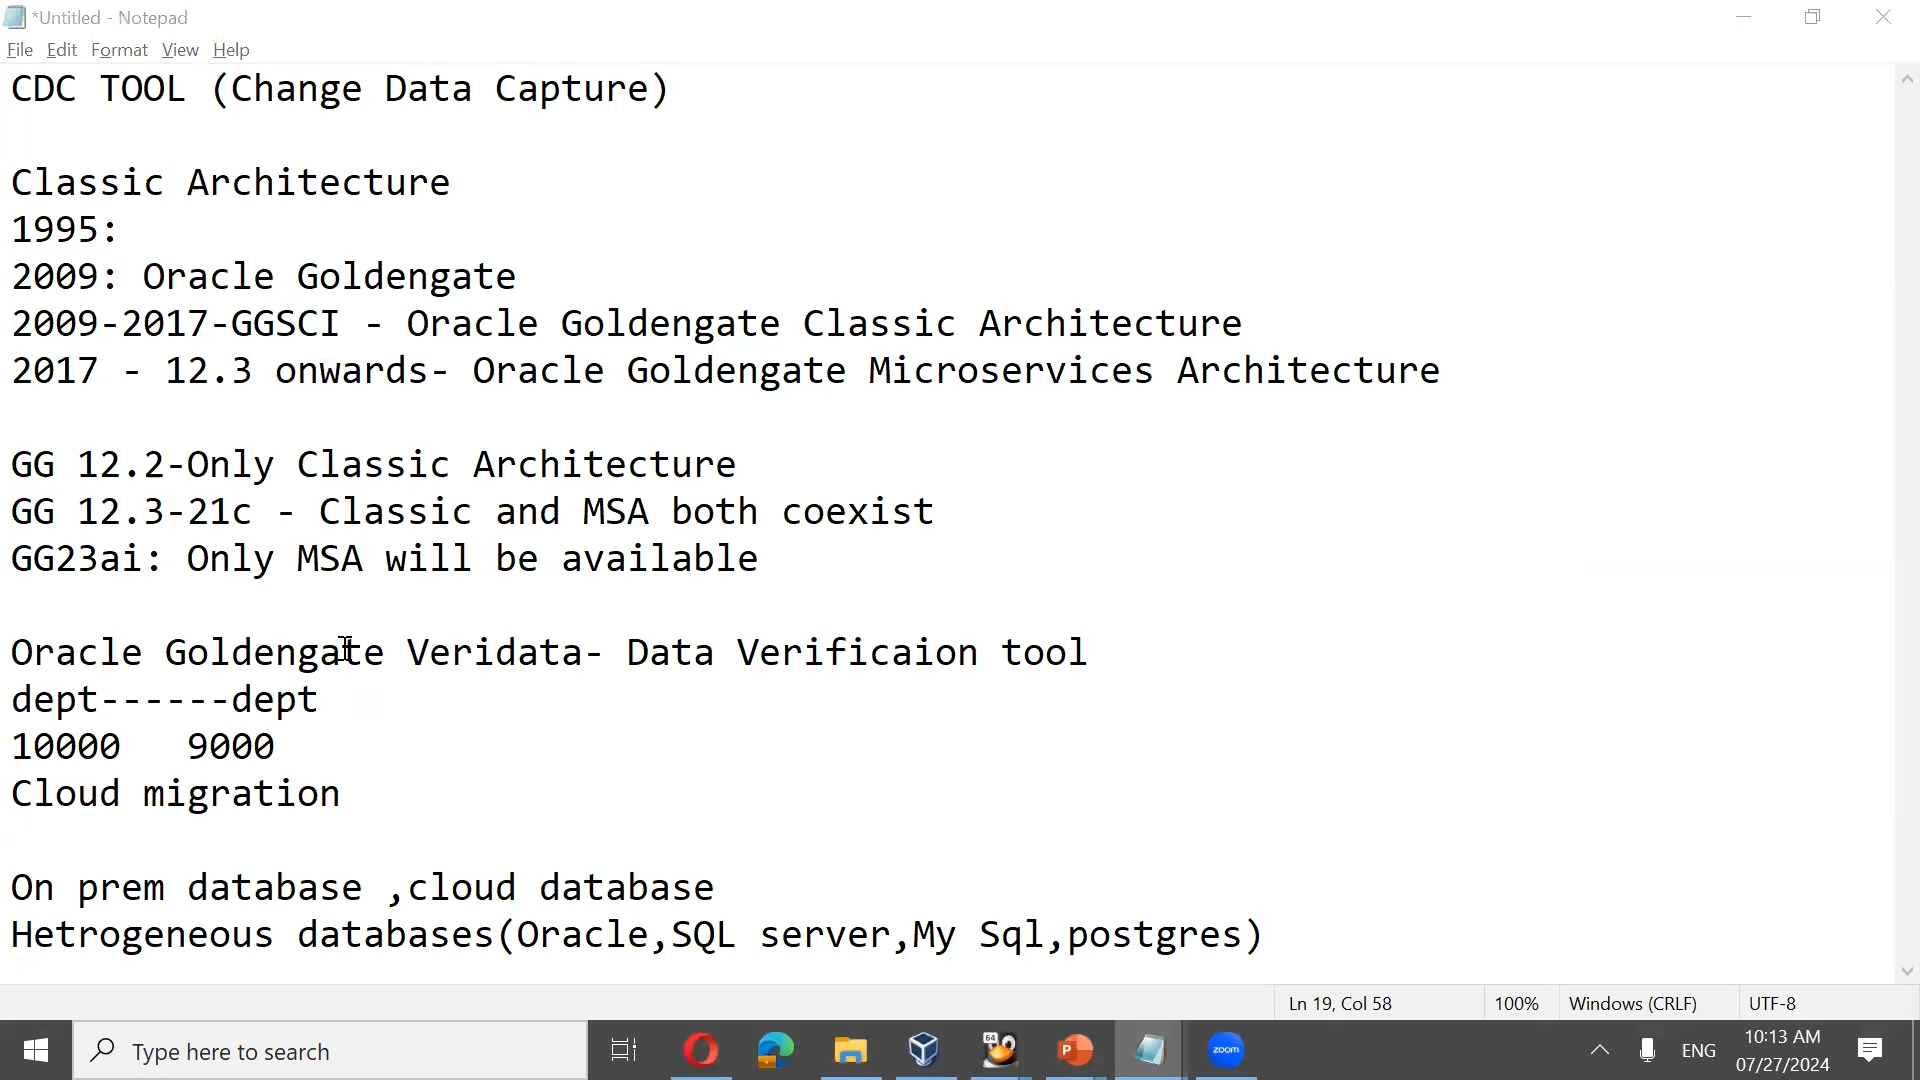 *Untitled - Notepad
File Edit Format View Help
CDC TOOL (Change Data Capture)
Classic Architecture
1995:
2009: Oracle Goldengate
2009-2017-GGSCI - Oracle Goldengate Classic Architecture
2017 - 12.3 onwards- Oracle Goldengate Microservices Architecture
GG 12.2-Only Classic Architecture
GG 12.3-21c - Classic and MSA both coexist
GG23ai: Only MSA will be available
Oracle Goldengate Veridata- Data Verificaion tool
dept------dept
10000   9000
Cloud migration
On prem database ,cloud database
Hetrogeneous databases(Oracle,SQL server,My Sql,postgres)
Ln 19, Col 58 100% Windows (CRLF) UTF-8
Type here to search 64 P zoom ENG 10:13 AM
07/27/2024